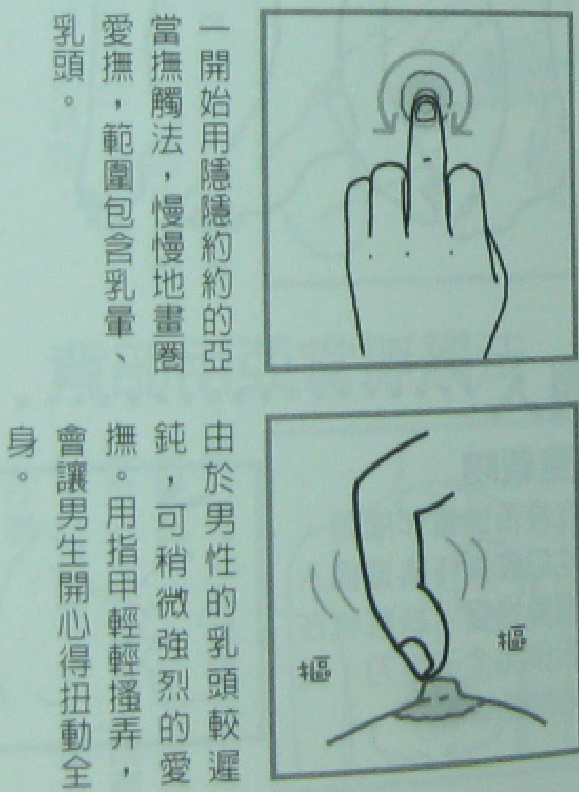 一開始用隱隱約約的亞
當撫觸法，慢慢地畫圈
愛撫，範圍包含乳暈、
乳頭。
由於男性的乳頭較遲
鈍，可稍微強烈的愛
撫。用指甲輕輕搔弄，
會讓男生開心得扭動全
身。
摳
摳